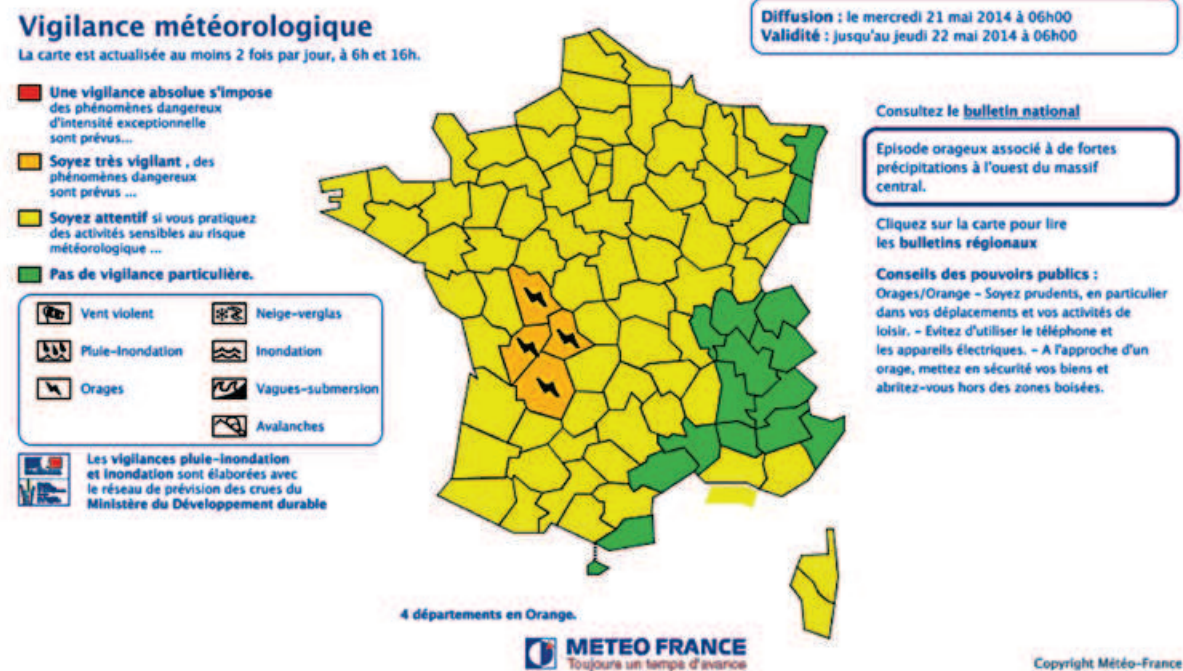 Vigilance météorologique
La carte est actualisée au moins 2 fois par jour, à 6h et 16h.
Une vigilance absolue s'impose
des phénomènes dangereux
d'intensité exceptionnelle
sont prévus...
Soyez très vigilant , des
phénomènes dangereux
sont prévus ...
Soyez attentif si vous pratiquez
des activités sensibles au risque
météorologique ...
Pas de vigilance particulière.
Vent violent
Neige-verglas
Pluie-Inondation
Inondation
Orages
Vagues-submersion
Avalanches
Les vigilances pluie-inondation
et inondation sont élaborées avec
le réseau de prévision des crues du
Ministère du Développement durable
Diffusion : le mercredi 21 mai 2014 à 06h00
Validité : jusqu'au jeudi 22 mai 2014 à 06h00
Consultez le bulletin national
Episode orageux associé à de fortes
précipitations à l'ouest du massif
central.
Cliquez sur la carte pour lire
les bulletins régionaux
Conseils des pouvoirs publics :
Orages/Orange - Soyez prudents, en particulier
dans vos déplacements et vos activités de
loisir. - Evitez d'utiliser le téléphone et
les appareils électriques. - A l'approche d'un
orage, mettez en sécurité vos biens et
abritez-vous hors des zones boisées.
4 départements en Orange.
METEO FRANCE
Toujours un temps d'avance
Copyright Météo-France